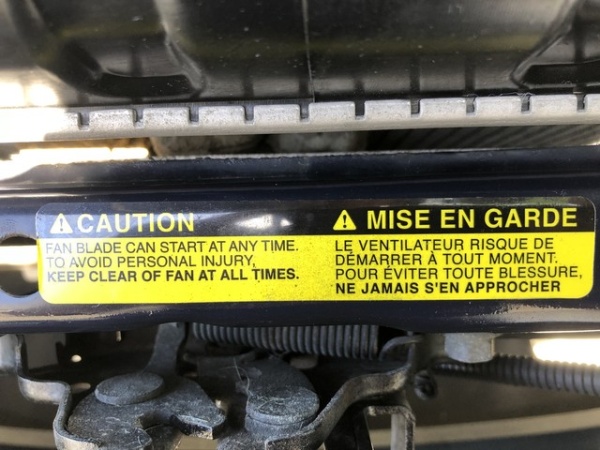 CAUTION
FAN BLADE CAN START AT ANY TIME.
TO AVOID PERSONAL INJURY,
KEEP CLEAR OF FAN AT ALL TIMES.
MISE EN GARDE
LE VENTILATEUR RISQUE DE
DÉMARRER À TOUT MOMENT.
POUR ÉVITER TOUTE BLESSURE,
NE JAMAIS S'EN APPROCHER